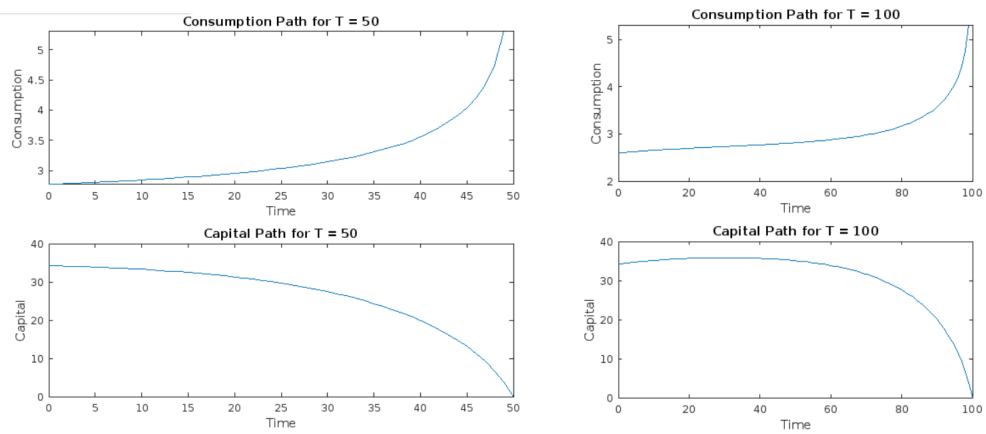 Consumption Path for T = 50
Consumption
5
4.5
4
3.5
3
0 5 10 15 20 25 30 35 40 45 50
Time
Consumption Path for T = 100
Consumption
5
4
3
2
0 20 40 60 80 100
Time
Capital Path for T = 50
Capital
40
30
20
10
0
0 5 10 15 20 25 30 35 40 45 50
Time
Capital Path for T = 100
Capital
40
30
20
10
0
0 20 40 60 80 100
Time